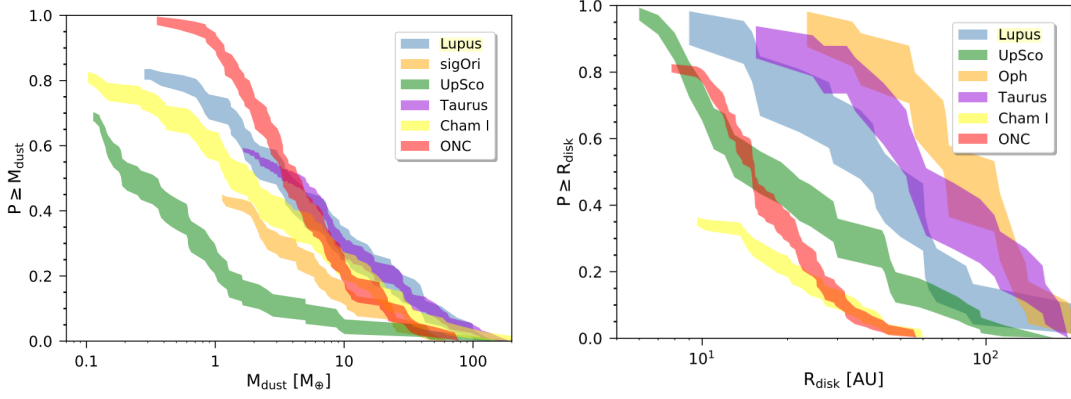 1.0
0.8
0.6
0.4
0.2
0.0
P ≥ M_dust
0.1
1
10
100
M_dust [M_⊕]
Lupus
sigOri
UpSco
Taurus
Cham I
ONC
1.0
0.8
0.6
0.4
0.2
0.0
P ≥ R_disk
10¹
10²
R_disk [AU]
Lupus
UpSco
Oph
Taurus
Cham I
ONC